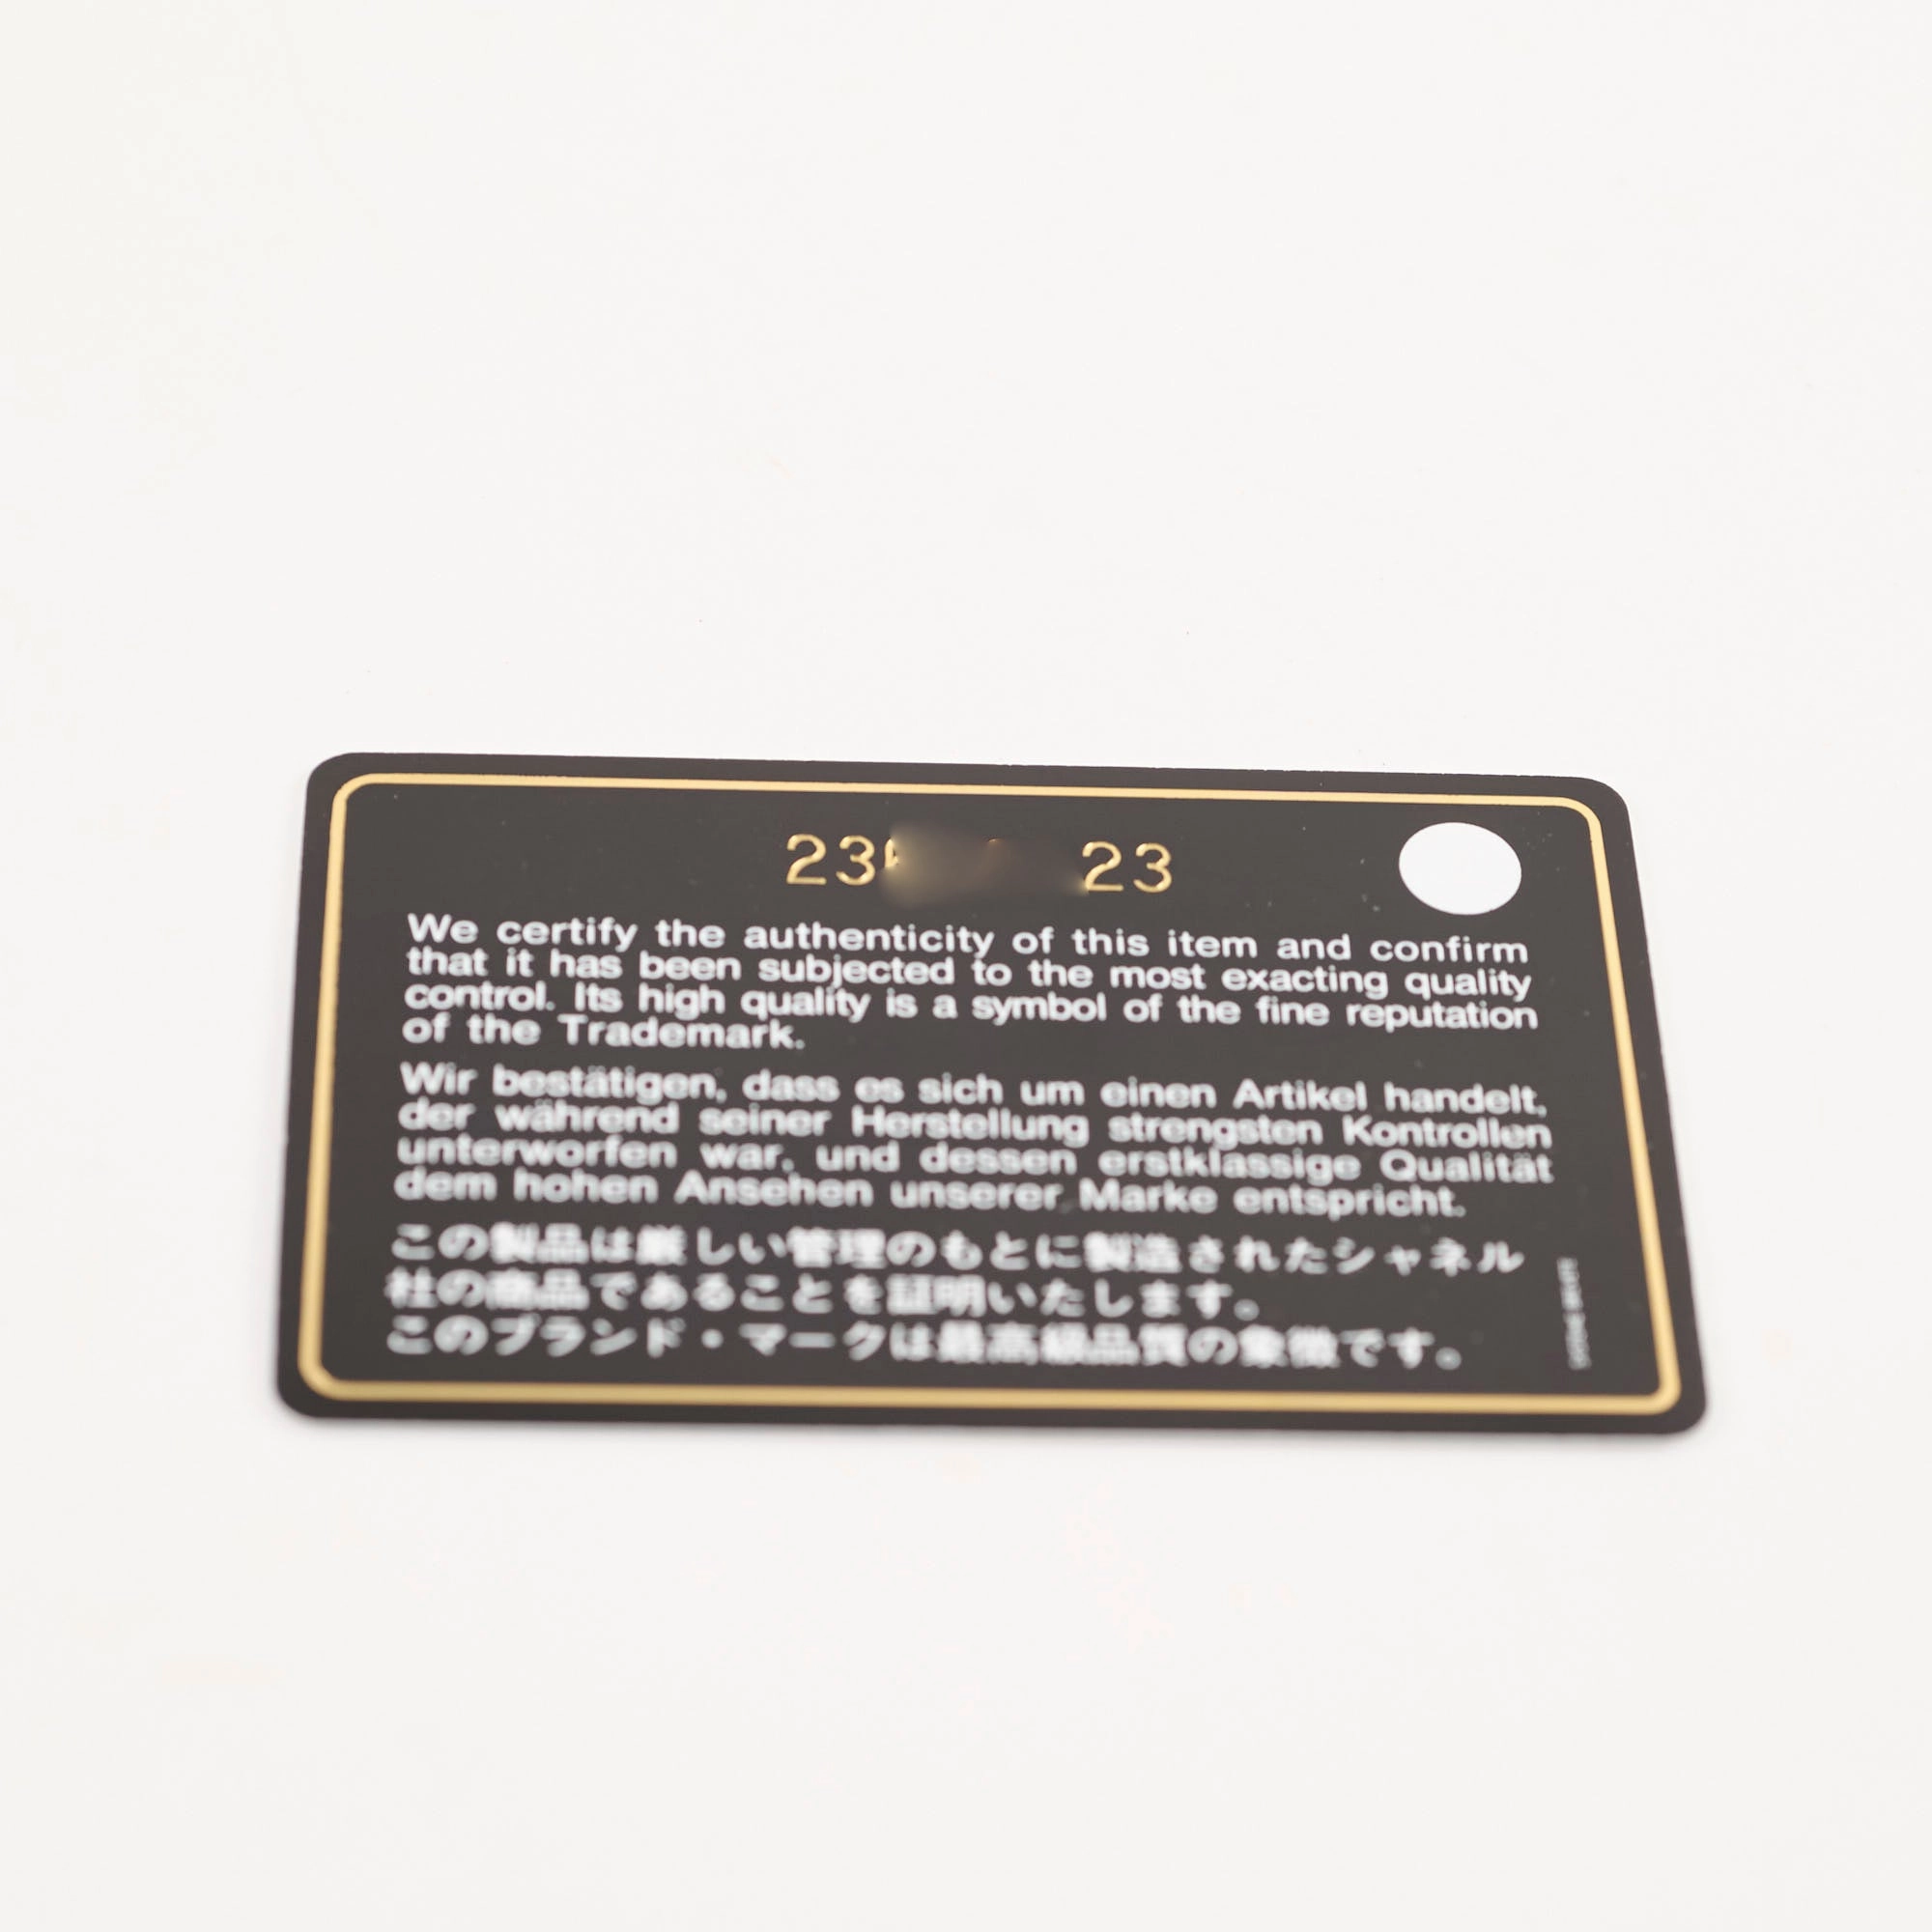 23 23
We certify the authenticity of this item and confirm
that it has been subjected to the most exacting quality
control. Its high quality is a symbol of the fine reputation
of the Trademark.
Wir bestätigen, dass es sich um einen Artikel handelt,
der während seiner Herstellung strengsten Kontrollen
unterworfen war, und dessen erstklassige Qualität
dem hohen Ansehen unserer Marke entspricht.
この製品は厳しい管理のもとに製造されたシャネル
社の商品であることを証明いたします。
このブランド・マークは最高級品質の象徴です。